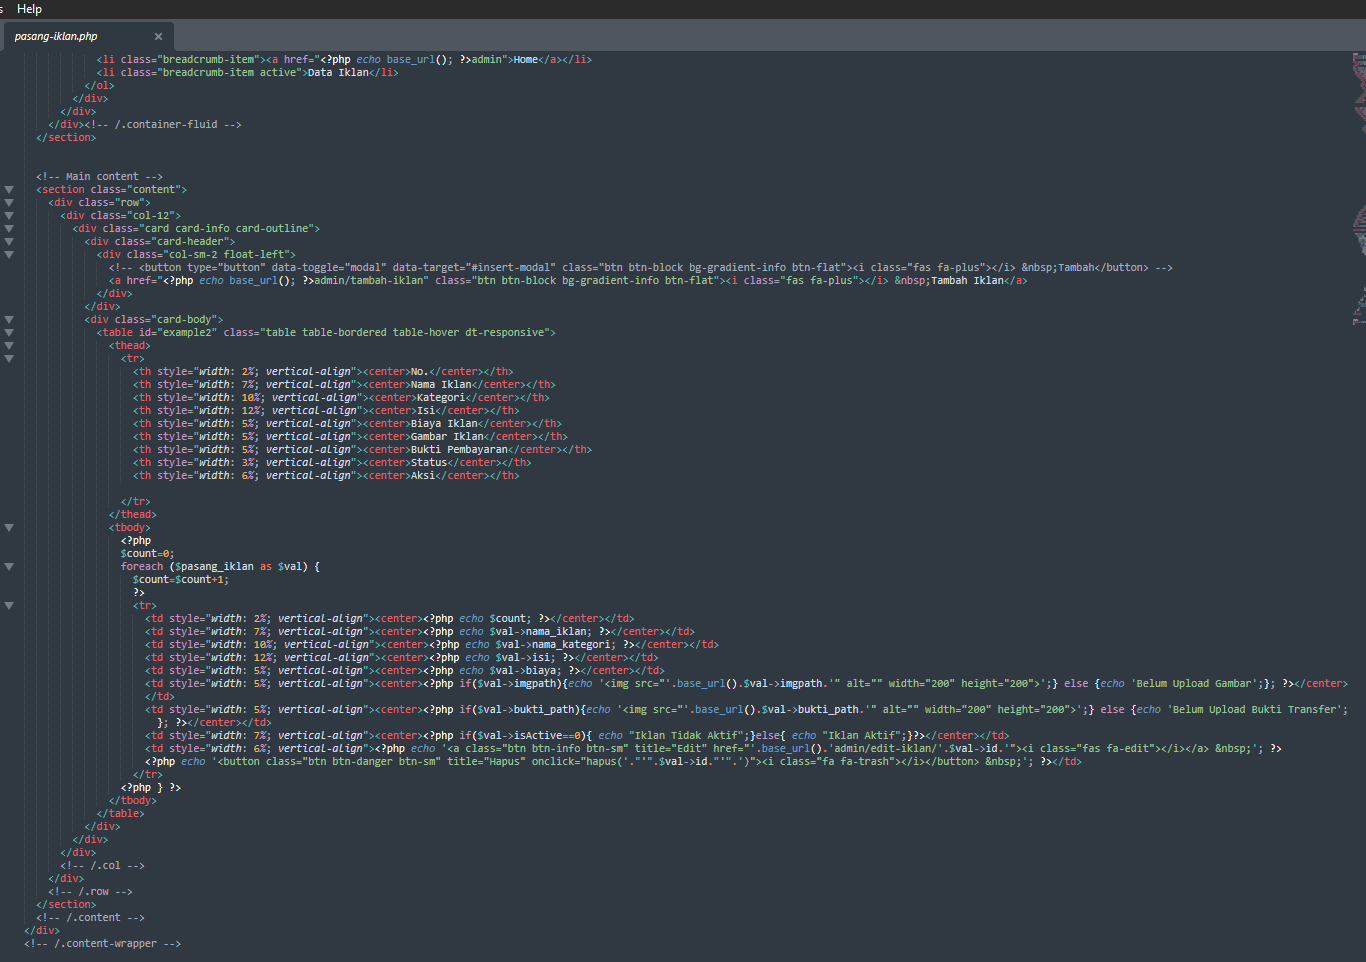 s Help
pasang-iklan.php ×
<li class="breadcrumb-item"><a href="<?php echo base_url(); ?>admin">Home</a></li>
<li class="breadcrumb-item active">Data Iklan</li>
</ol>
</div>
</div>
</div><!-- /.container-fluid -->
</section>
<!-- Main content -->
<section class="content">
<div class="row">
<div class="col-12">
<div class="card card-info card-outline">
<div class="card-header">
<div class="col-sm-2 float-left">
<!-- <button type="button" data-toggle="modal" data-target="#insert-modal" class="btn btn-block bg-gradient-info btn-flat"><i class="fas fa-plus"></i> &nbsp;Tambah</button> -->
<a href="<?php echo base_url(); ?>admin/tambah-iklan" class="btn btn-block bg-gradient-info btn-flat"><i class="fas fa-plus"></i> &nbsp;Tambah Iklan</a>
</div>
</div>
<div class="card-body">
<table id="example2" class="table table-bordered table-hover dt-responsive">
<thead>
<tr>
<th style="width: 2%; vertical-align"><center>No.</center></th>
<th style="width: 7%; vertical-align"><center>Nama Iklan</center></th>
<th style="width: 10%; vertical-align"><center>Kategori</center></th>
<th style="width: 12%; vertical-align"><center>Isi</center></th>
<th style="width: 5%; vertical-align"><center>Biaya Iklan</center></th>
<th style="width: 5%; vertical-align"><center>Gambar Iklan</center></th>
<th style="width: 5%; vertical-align"><center>Bukti Pembayaran</center></th>
<th style="width: 3%; vertical-align"><center>Status</center></th>
<th style="width: 6%; vertical-align"><center>Aksi</center></th>
</tr>
</thead>
<tbody>
<?php
$count=0;
foreach ($pasang_iklan as $val) {
$count=$count+1;
?>
<tr>
<td style="width: 2%; vertical-align"><center><?php echo $count; ?></center></td>
<td style="width: 7%; vertical-align"><center><?php echo $val->nama_iklan; ?></center></td>
<td style="width: 10%; vertical-align"><center><?php echo $val->nama_kategori; ?></center></td>
<td style="width: 12%; vertical-align"><center><?php echo $val->isi; ?></center></td>
<td style="width: 5%; vertical-align"><center><?php echo $val->biaya; ?></center></td>
<td style="width: 5%; vertical-align"><center><?php if($val->imgpath){echo '<img src="'.base_url().$val->imgpath.'" alt="" width="200" height="200">';} else {echo 'Belum Upload Gambar';}; ?></center>
</td>
<td style="width: 5%; vertical-align"><center><?php if($val->bukti_path){echo '<img src="'.base_url().$val->bukti_path.'" alt="" width="200" height="200">';} else {echo 'Belum Upload Bukti Transfer';
}; ?></center></td>
<td style="width: 7%; vertical-align"><center><?php if($val->isActive==0){ echo "Iklan Tidak Aktif";}else{ echo "Iklan Aktif";}?></center></td>
<td style="width: 6%; vertical-align"><?php echo '<a class="btn btn-info btn-sm" title="Edit" href="'.base_url().'admin/edit-iklan/'.$val->id.'"><i class="fas fa-edit"></i></a> &nbsp;'; ?>
<?php echo '<button class="btn btn-danger btn-sm" title="Hapus" onclick="hapus('."'".$val->id."'".')"><i class="fa fa-trash"></i></button> &nbsp;'; ?></td>
</tr>
<?php } ?>
</tbody>
</table>
</div>
</div>
</div>
<!-- /.col -->
</div>
<!-- /.row -->
</section>
<!-- /.content -->
</div>
<!-- /.content-wrapper -->